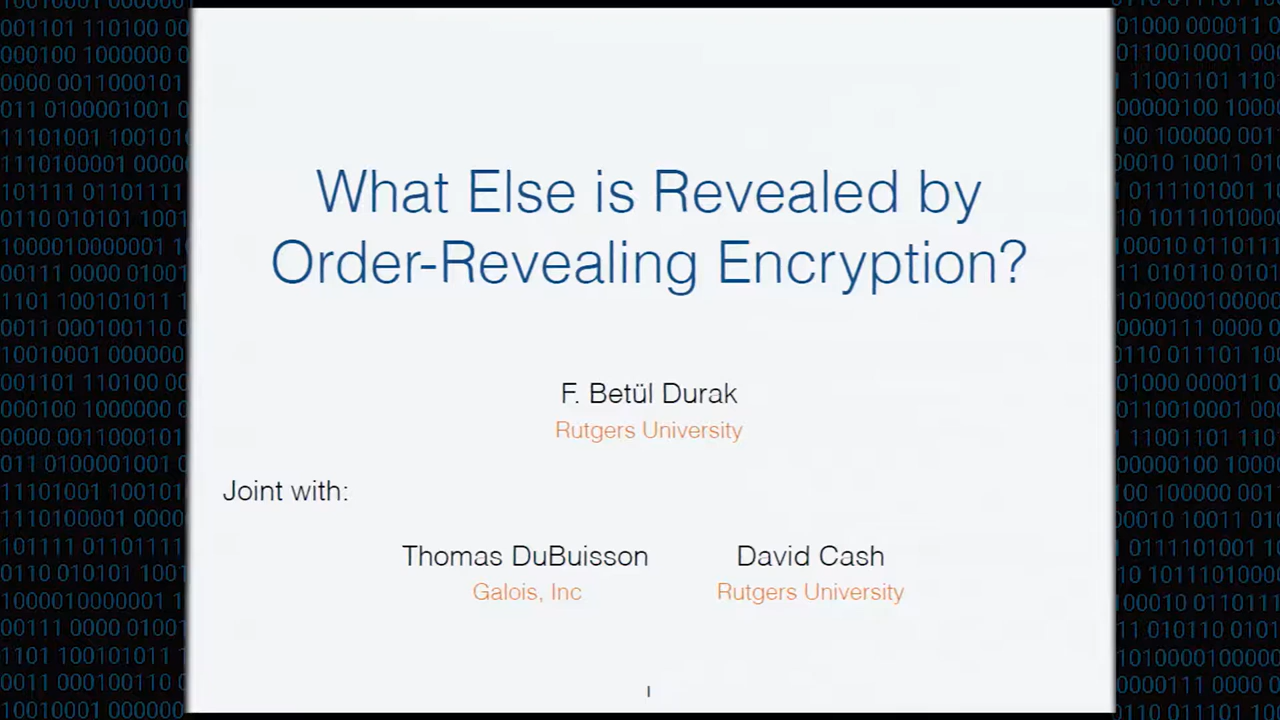 What Else is Revealed by
Order-Revealing Encryption?
F. Betül Durak
Rutgers University
Joint with:
Thomas DuBuisson David Cash
Galois, Inc Rutgers University
1